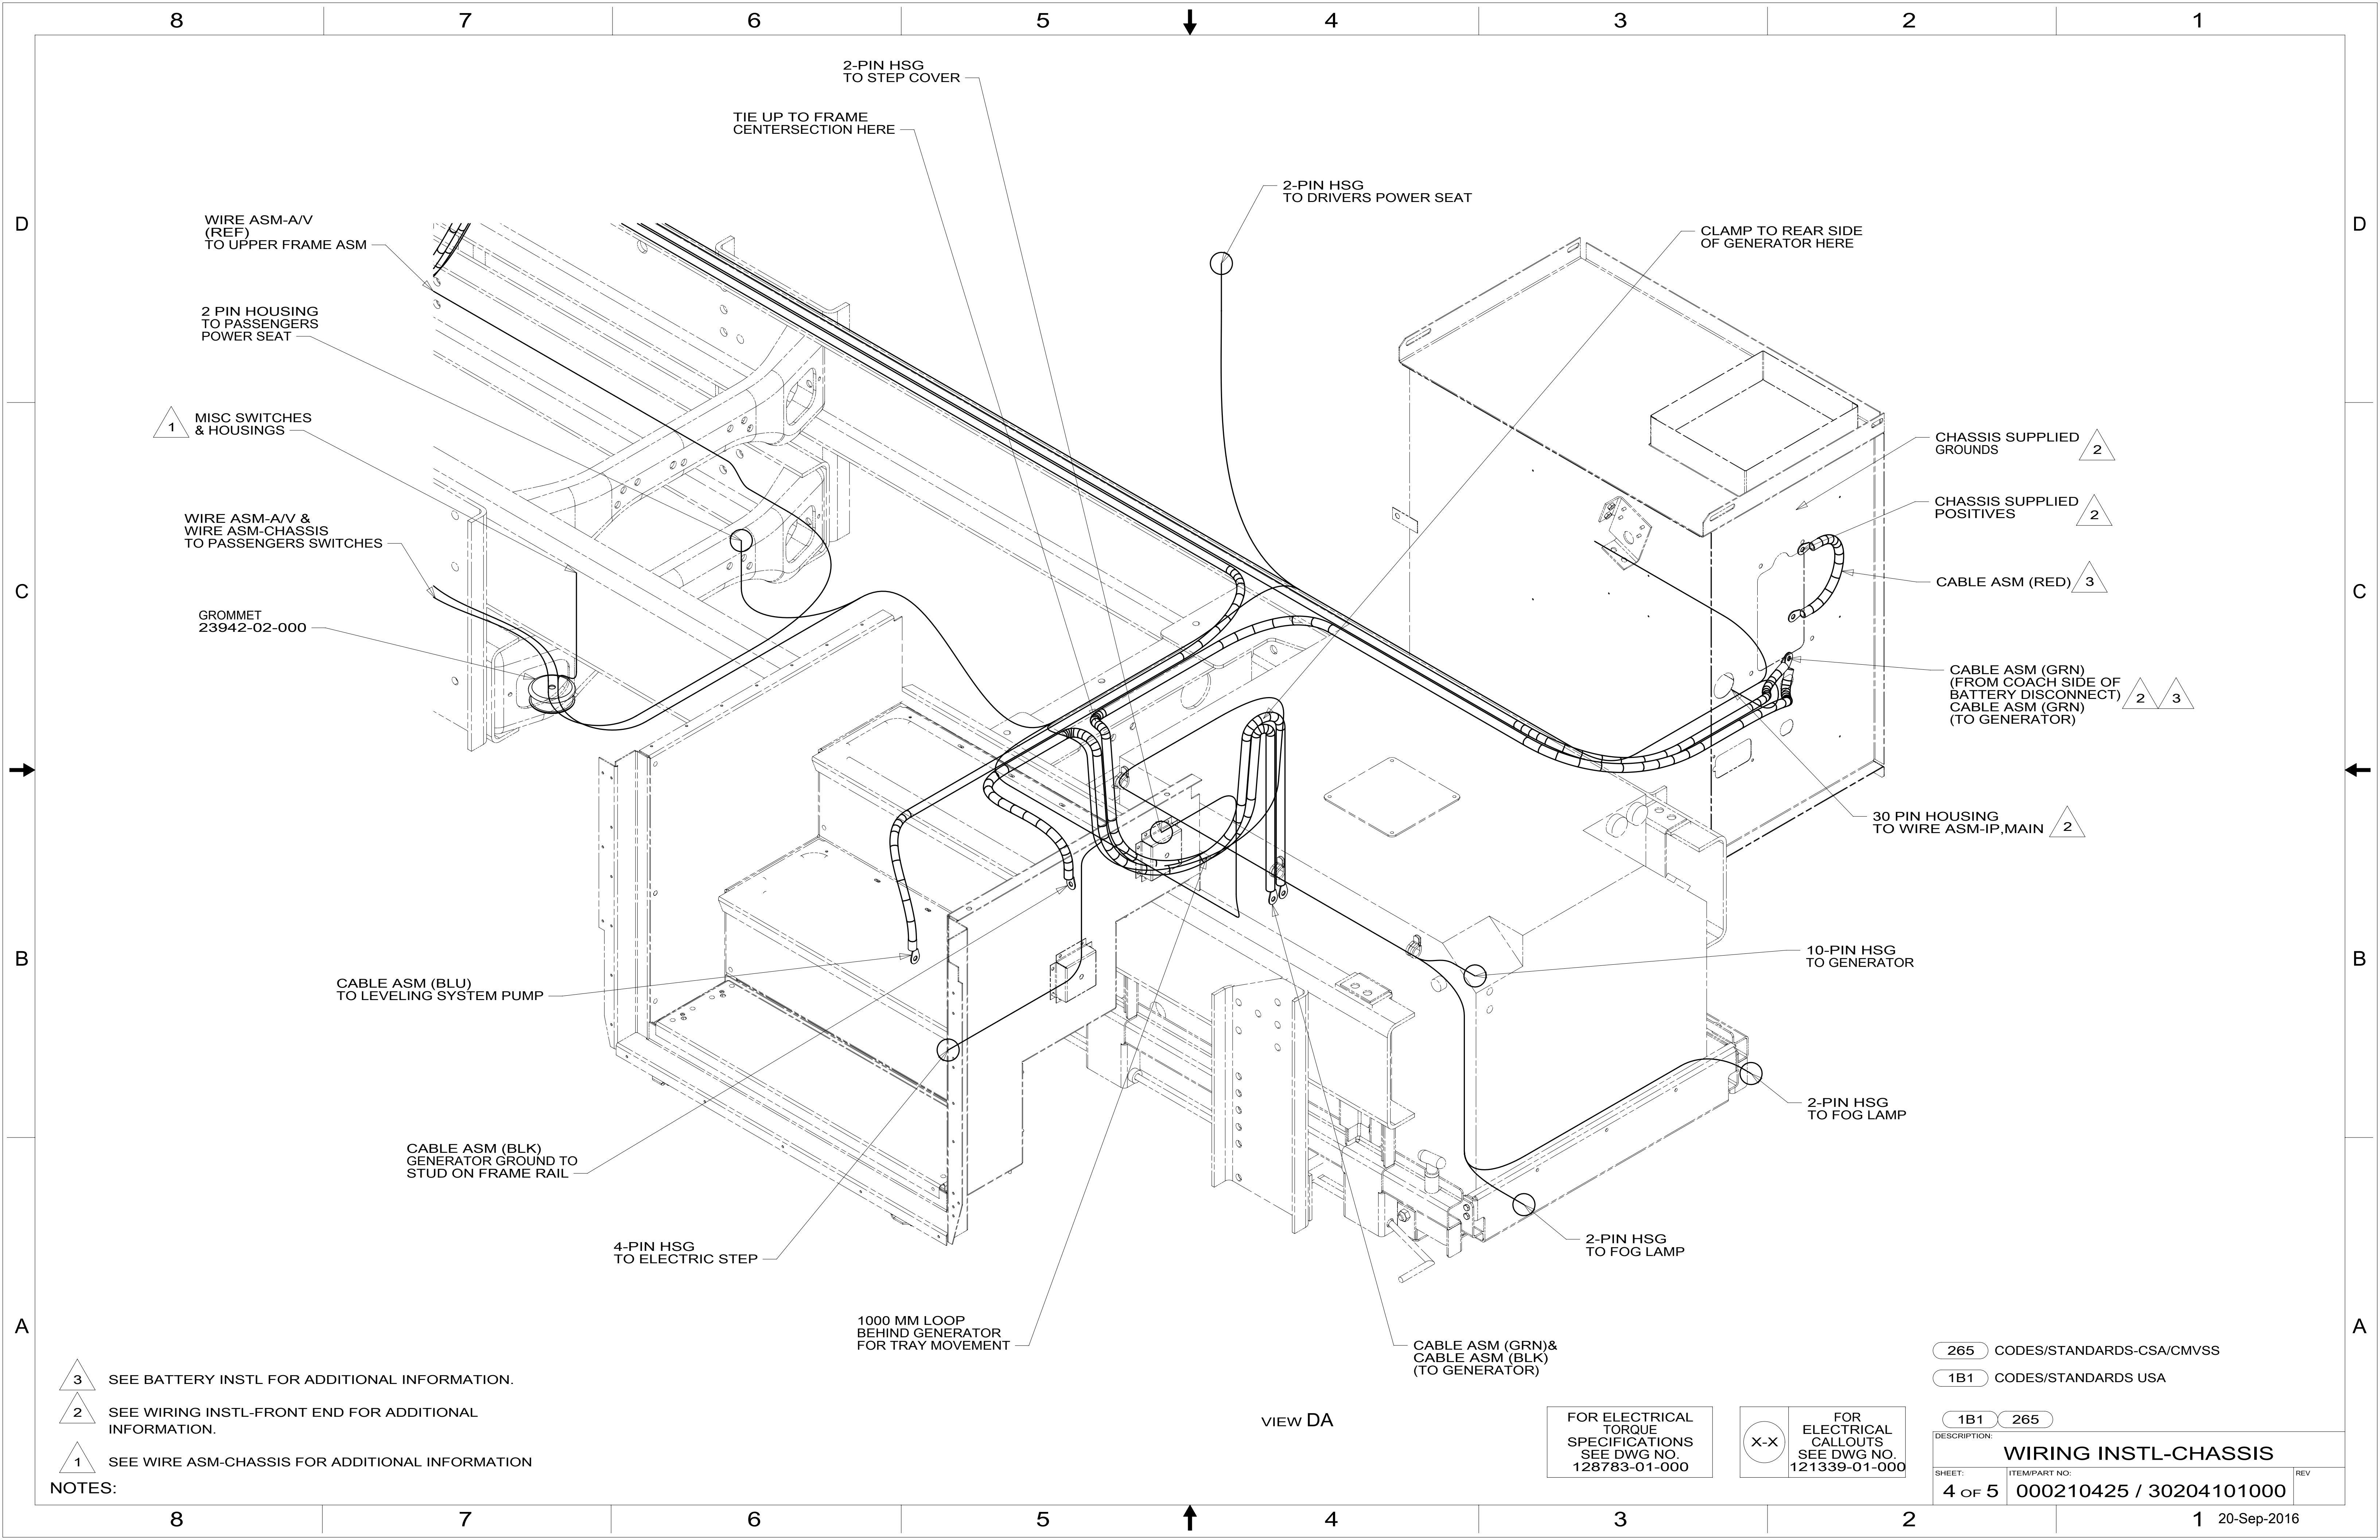 8 7 6 5 4 3 2 1
2-PIN HSG
TO STEP COVER
TIE UP TO FRAME
CENTERSECTION HERE
2-PIN HSG
TO DRIVERS POWER SEAT
D
D
WIRE ASM-A/V
(REF)
TO UPPER FRAME ASM
CLAMP TO REAR SIDE
OF GENERATOR HERE
2 PIN HOUSING
TO PASSENGERS
POWER SEAT
1
MISC SWITCHES
& HOUSINGS
CHASSIS SUPPLIED
GROUNDS
2
CHASSIS SUPPLIED
POSITIVES
2
WIRE ASM-A/V &
WIRE ASM-CHASSIS
TO PASSENGERS SWITCHES
C
C
CABLE ASM (RED)
3
GROMMET
23942-02-000
CABLE ASM (GRN)
(FROM COACH SIDE OF
BATTERY DISCONNECT)
CABLE ASM (GRN)
(TO GENERATOR)
2 3
30 PIN HOUSING
TO WIRE ASM-IP,MAIN
2
B
B
10-PIN HSG
TO GENERATOR
CABLE ASM (BLU)
TO LEVELING SYSTEM PUMP
2-PIN HSG
TO FOG LAMP
CABLE ASM (BLK)
GENERATOR GROUND TO
STUD ON FRAME RAIL
4-PIN HSG
TO ELECTRIC STEP
2-PIN HSG
TO FOG LAMP
A
A
1000 MM LOOP
BEHIND GENERATOR
FOR TRAY MOVEMENT
CABLE ASM (GRN)&
CABLE ASM (BLK)
(TO GENERATOR)
265 CODES/STANDARDS-CSA/CMVSS
1B1 CODES/STANDARDS USA
3 SEE BATTERY INSTL FOR ADDITIONAL INFORMATION.
2 SEE WIRING INSTL-FRONT END FOR ADDITIONAL
INFORMATION.
1 SEE WIRE ASM-CHASSIS FOR ADDITIONAL INFORMATION
NOTES:
VIEW DA
FOR ELECTRICAL
TORQUE
SPECIFICATIONS
SEE DWG NO.
128783-01-000
X-X
FOR
ELECTRICAL
CALLOUTS
SEE DWG NO.
121339-01-000
1B1 265
DESCRIPTION:
WIRING INSTL-CHASSIS
SHEET:
4 OF 5
ITEM/PART NO:
000210425 / 30204101000
REV
8 7 6 5 4 3 2 1
20-Sep-2016